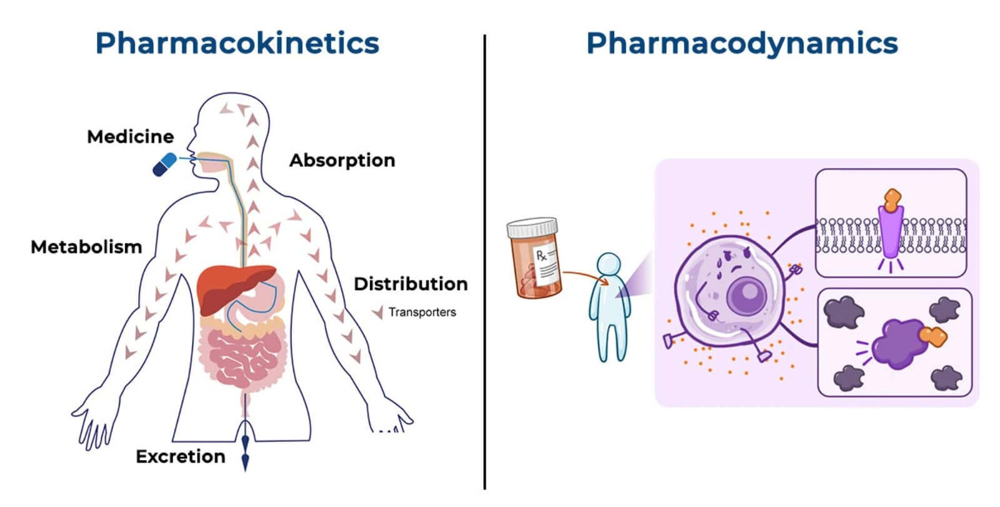 Pharmacokinetics
Medicine
Absorption
Metabolism
Distribution
Transporters
Excretion
Pharmacodynamics
Rx